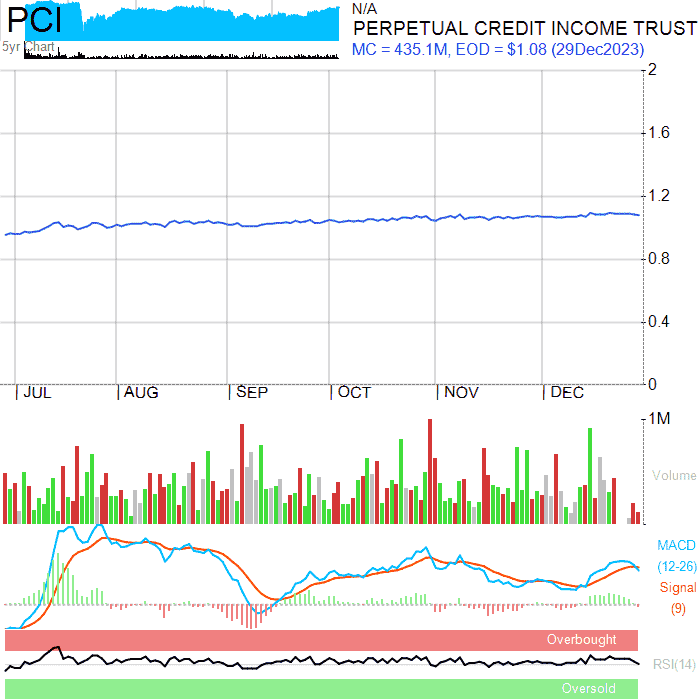 PCI
N/A
PERPETUAL CREDIT INCOME TRUST
5yr Chart
MC = 435.1M, EOD = $1.08 (29Dec2023)
2
1.6
1.2
0.8
0.4
0
JUL AUG SEP OCT NOV DEC
1M
Volume
MACD
(12-26)
Signal
(9)
Overbought
RSI(14)
Oversold